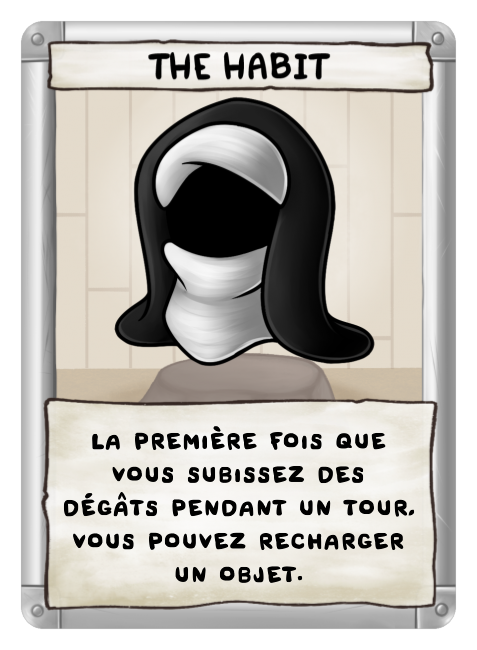 THE HABIT
LA PREMIÈRE FOIS QUE
VOUS SUBISSEZ DES
DÉGÂTS PENDANT UN TOUR,
VOUS POUVEZ RECHARGER
UN OBJET.